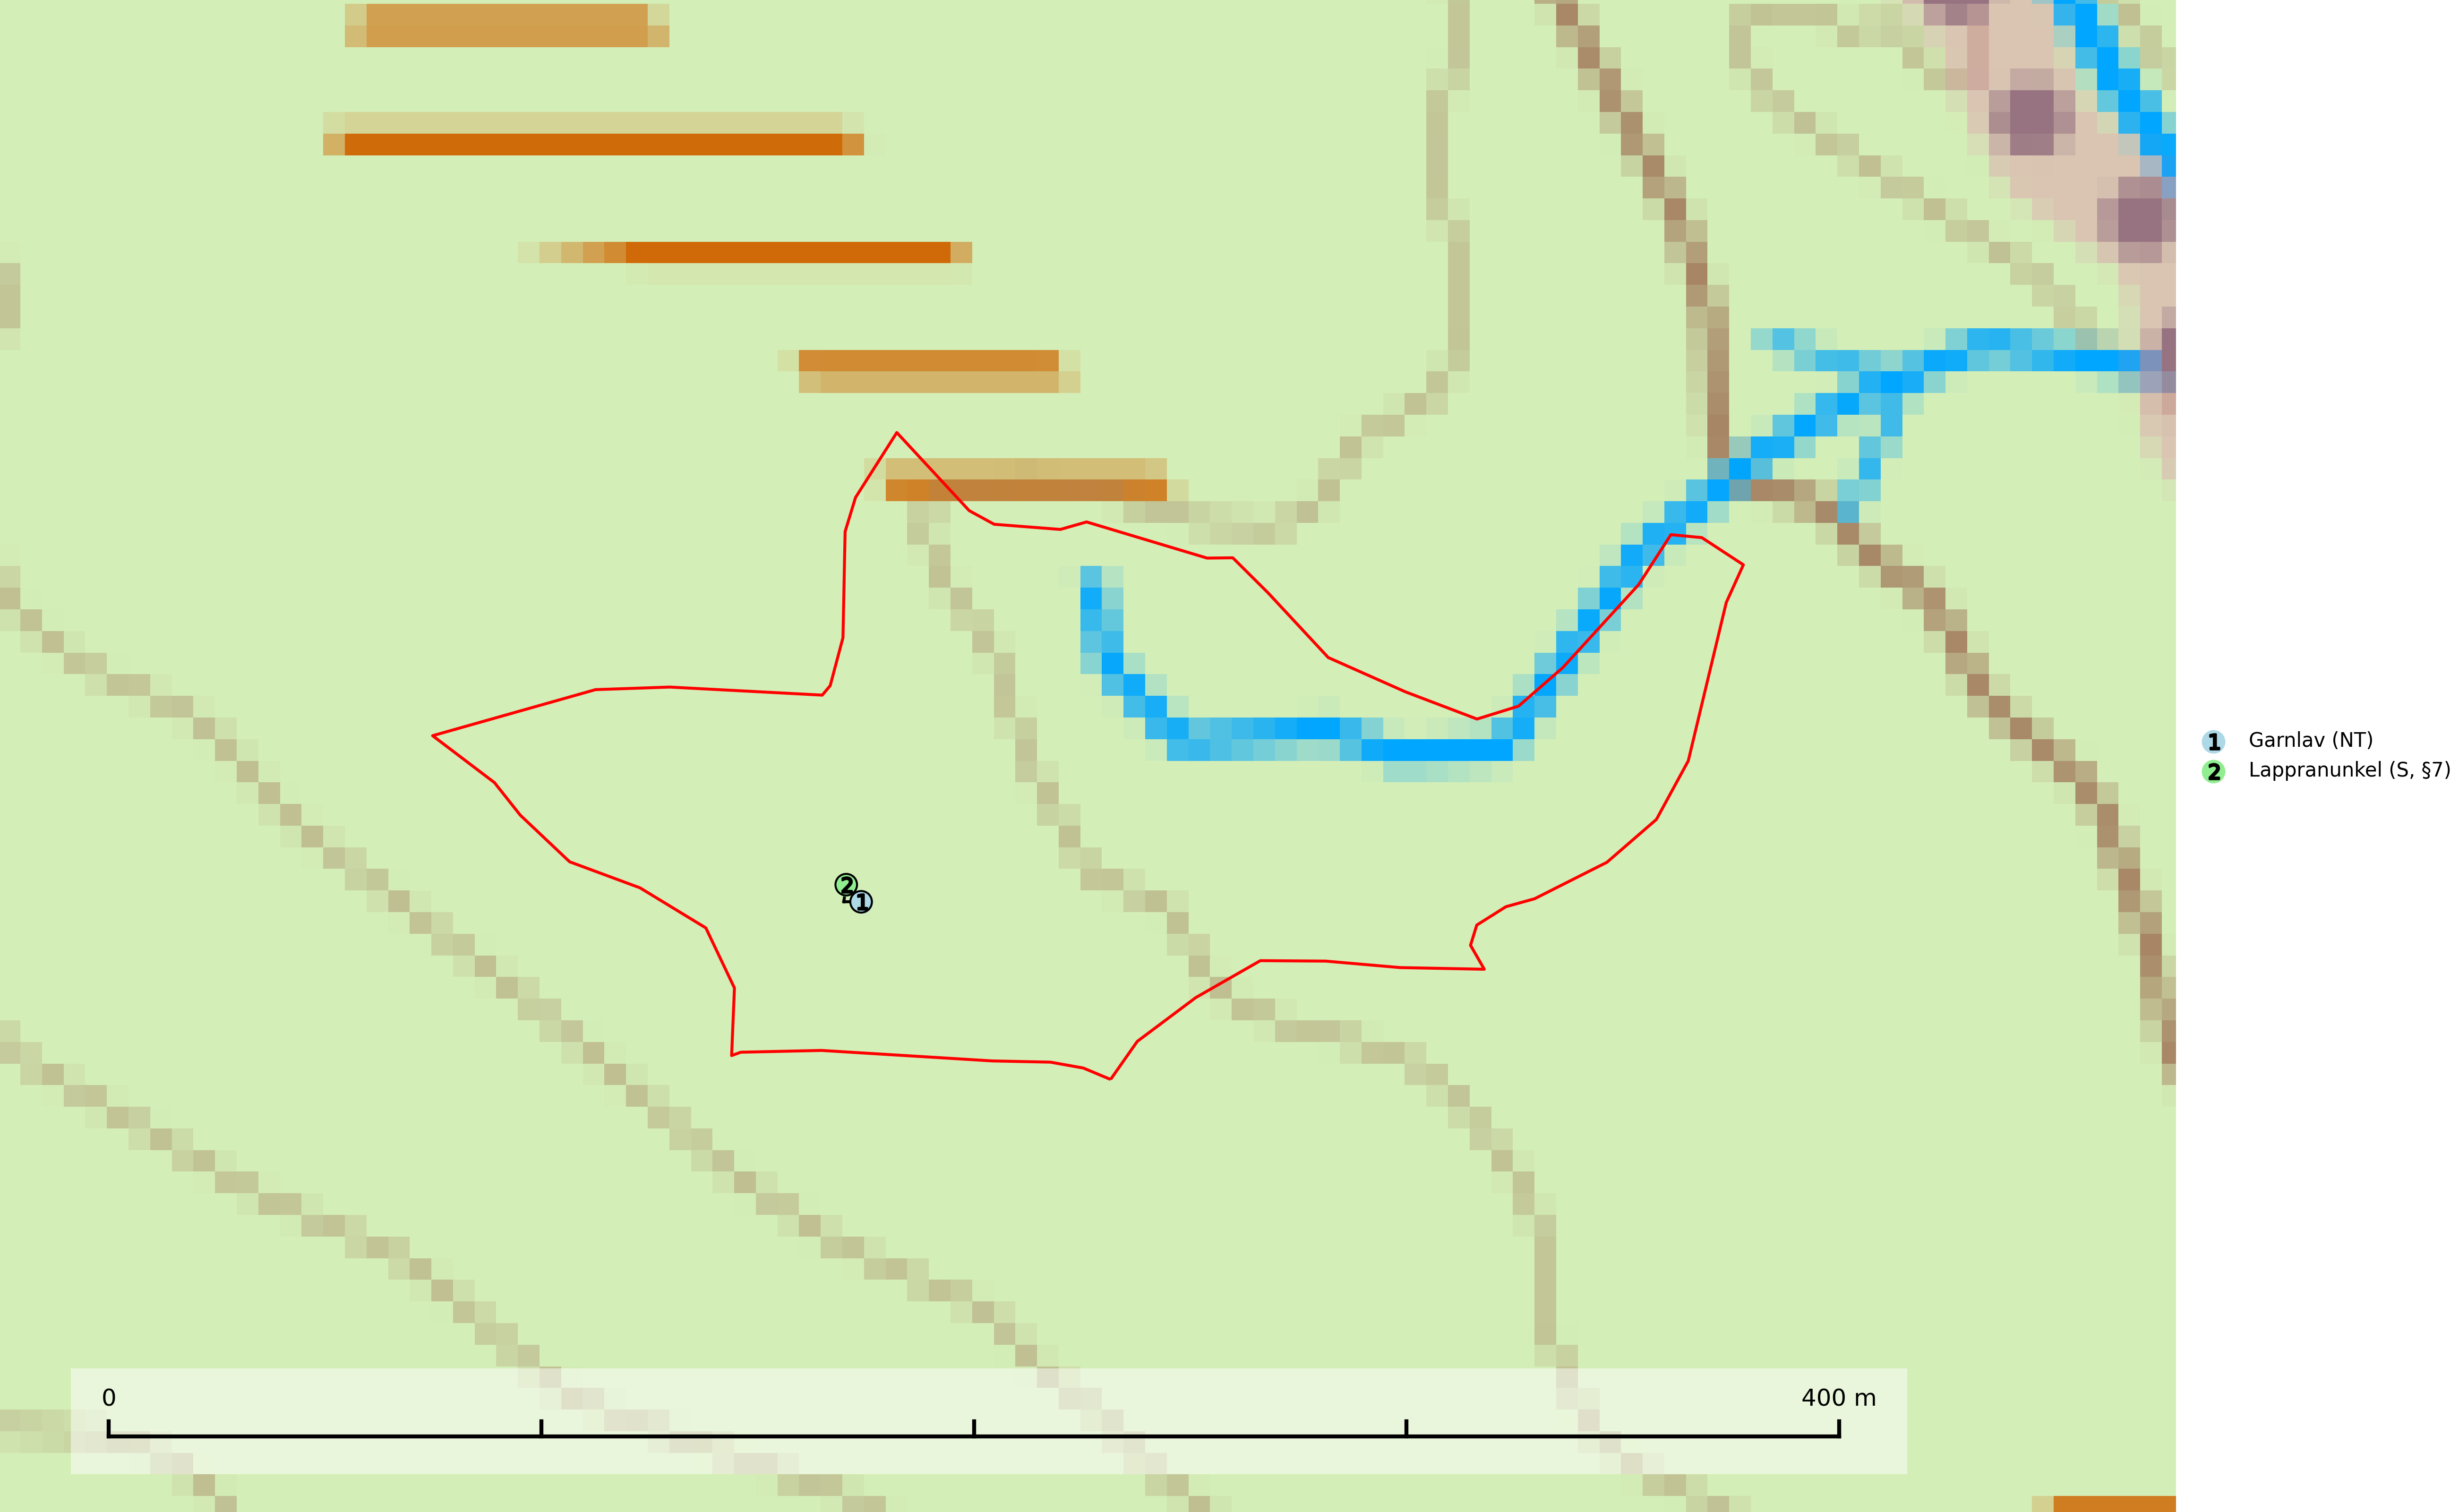 2
1
1 Garnlav (NT)
2 Lappranunkel (S, §7)
0 400 m